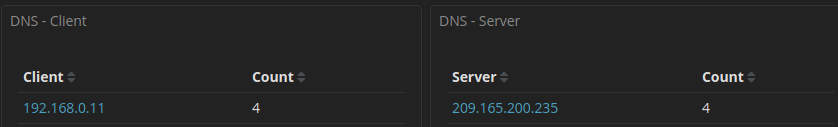 DNS - Client
Client Count
192.168.0.11 4
DNS - Server
Server Count
209.165.200.235 4